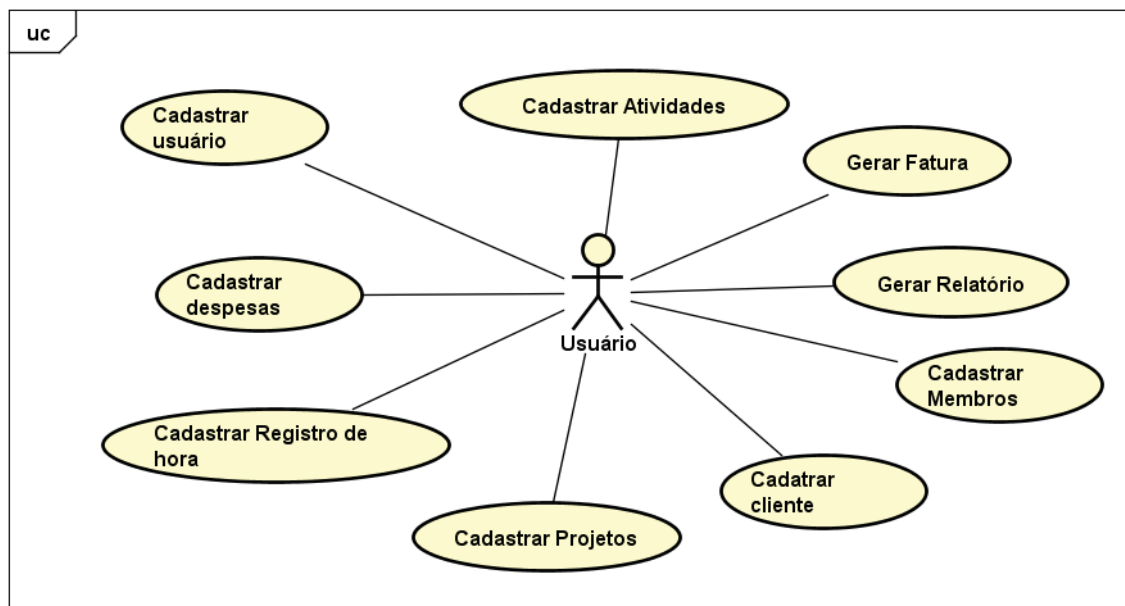 uc
Cadastrar Atividades
Cadastrar
usuário
Gerar Fatura
Cadastrar
despesas
Gerar Relatório
Usuário
Cadastrar
Membros
Cadastrar Registro de
hora
Cadatrar
cliente
Cadastrar Projetos